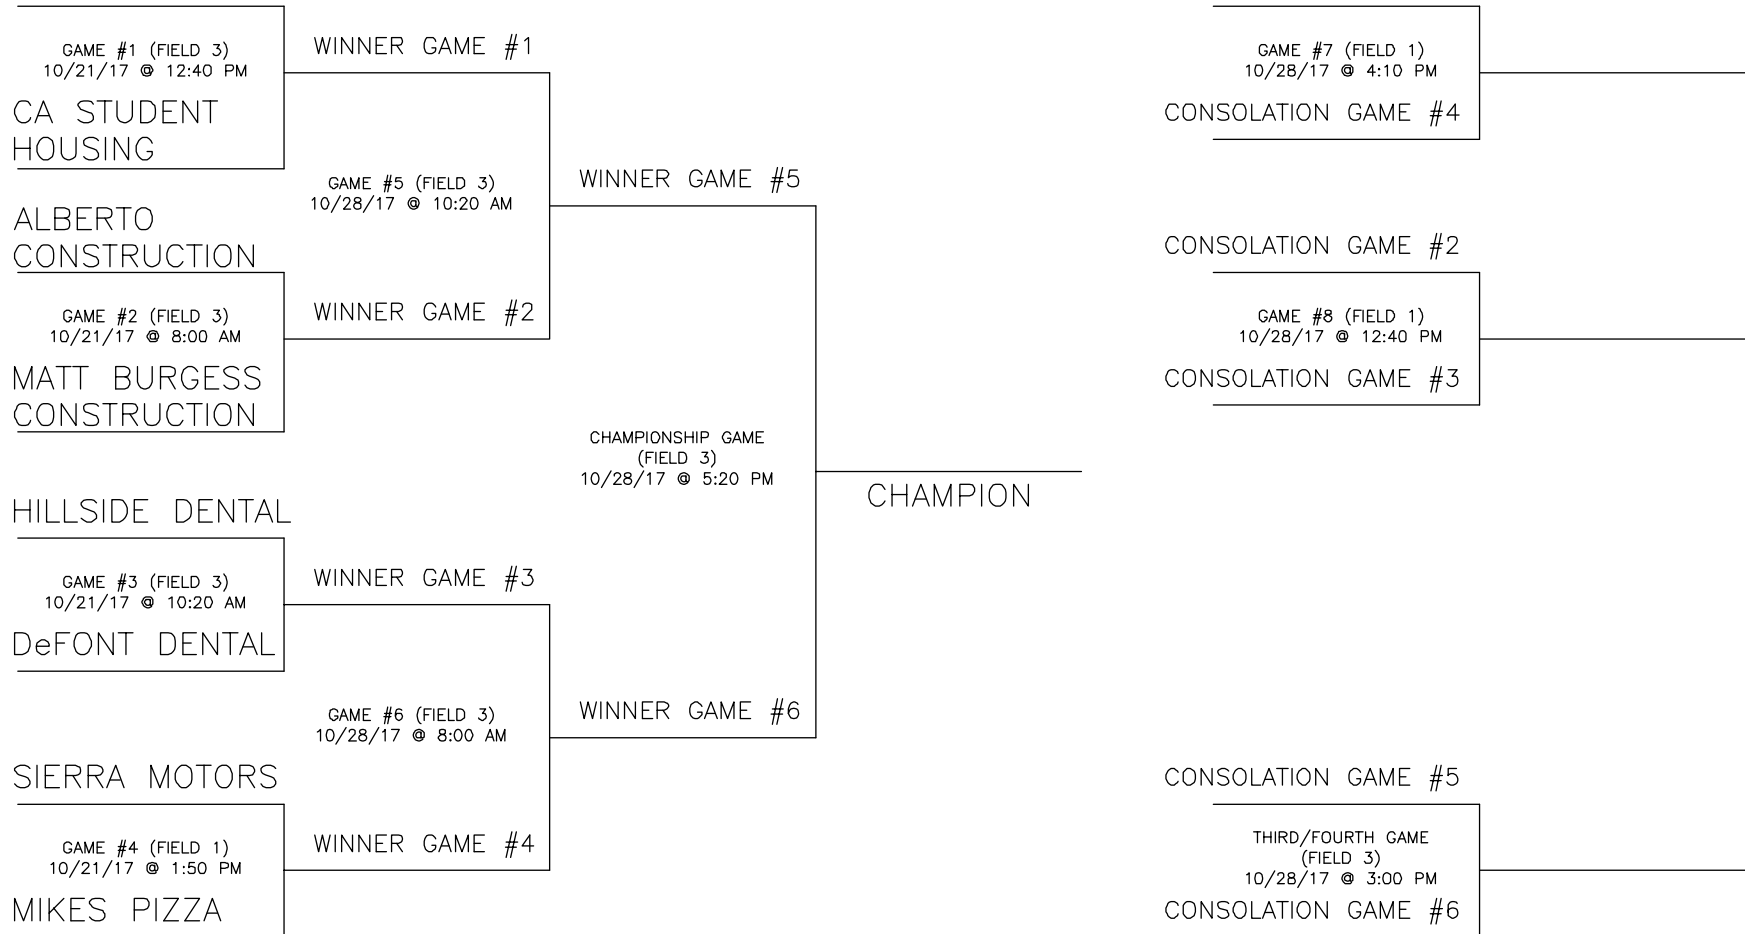 GAME #1 (FIELD 3)
10/21/17 @ 12:40 PM
CA STUDENT
HOUSING
WINNER GAME #1
ALBERTO
CONSTRUCTION
GAME #2 (FIELD 3)
10/21/17 @ 8:00 AM
MATT BURGESS
CONSTRUCTION
GAME #5 (FIELD 3)
10/28/17 @ 10:20 AM
WINNER GAME #2
HILLSIDE DENTAL
GAME #3 (FIELD 3)
10/21/17 @ 10:20 AM
DeFONT DENTAL
WINNER GAME #3
SIERRA MOTORS
GAME #4 (FIELD 1)
10/21/17 @ 1:50 PM
MIKES PIZZA
GAME #6 (FIELD 3)
10/28/17 @ 8:00 AM
WINNER GAME #4
WINNER GAME #5
CHAMPIONSHIP GAME
(FIELD 3)
10/28/17 @ 5:20 PM
WINNER GAME #6
CHAMPION
GAME #7 (FIELD 1)
10/28/17 @ 4:10 PM
CONSOLATION GAME #4
CONSOLATION GAME #2
GAME #8 (FIELD 1)
10/28/17 @ 12:40 PM
CONSOLATION GAME #3
CONSOLATION GAME #5
THIRD/FOURTH GAME
(FIELD 3)
10/28/17 @ 3:00 PM
CONSOLATION GAME #6